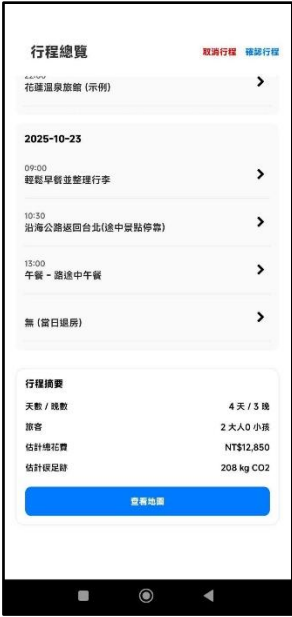 行程總覽
取消行程 確認行程
22:00
花蓮溫泉旅館 (示例)
2025-10-23
09:00
輕鬆早餐並整理行李
10:30
沿海公路返回台北(途中景點停靠)
13:00
午餐 - 路途中午餐
無 (當日退房)
行程摘要
天數 / 晚數 4 天 / 3 晚
旅客 2 大人0 小孩
估計總花費 NT$12,850
估計碳足跡 208 kg CO2
查看地圖